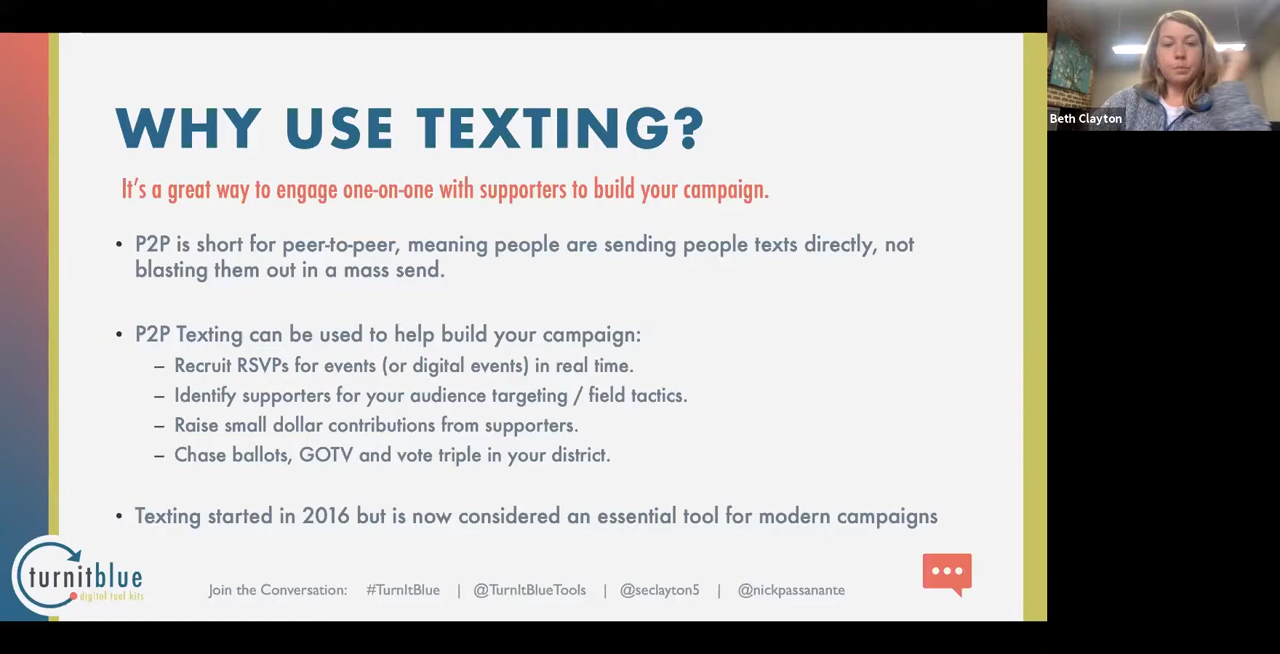 WHY USE TEXTING?
It's a great way to engage one-on-one with supporters to build your campaign.
• P2P is short for peer-to-peer, meaning people are sending people texts directly, not
blasting them out in a mass send.
• P2P Texting can be used to help build your campaign:
– Recruit RSVPs for events (or digital events) in real time.
– Identify supporters for your audience targeting / field tactics.
– Raise small dollar contributions from supporters.
– Chase ballots, GOTV and vote triple in your district.
• Texting started in 2016 but is now considered an essential tool for modern campaigns
turnitblue
digital tool kits
Join the Conversation: #TurnItBlue | @TurnItBlueTools | @seclayton5 | @nickpassanante
Beth Clayton